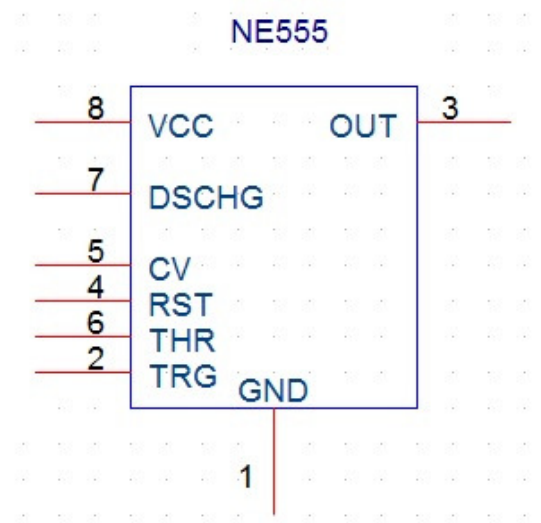 NE555
8 VCC OUT 3
7 DSCHG
5 CV
4 RST
6 THR
2 TRG
GND
1